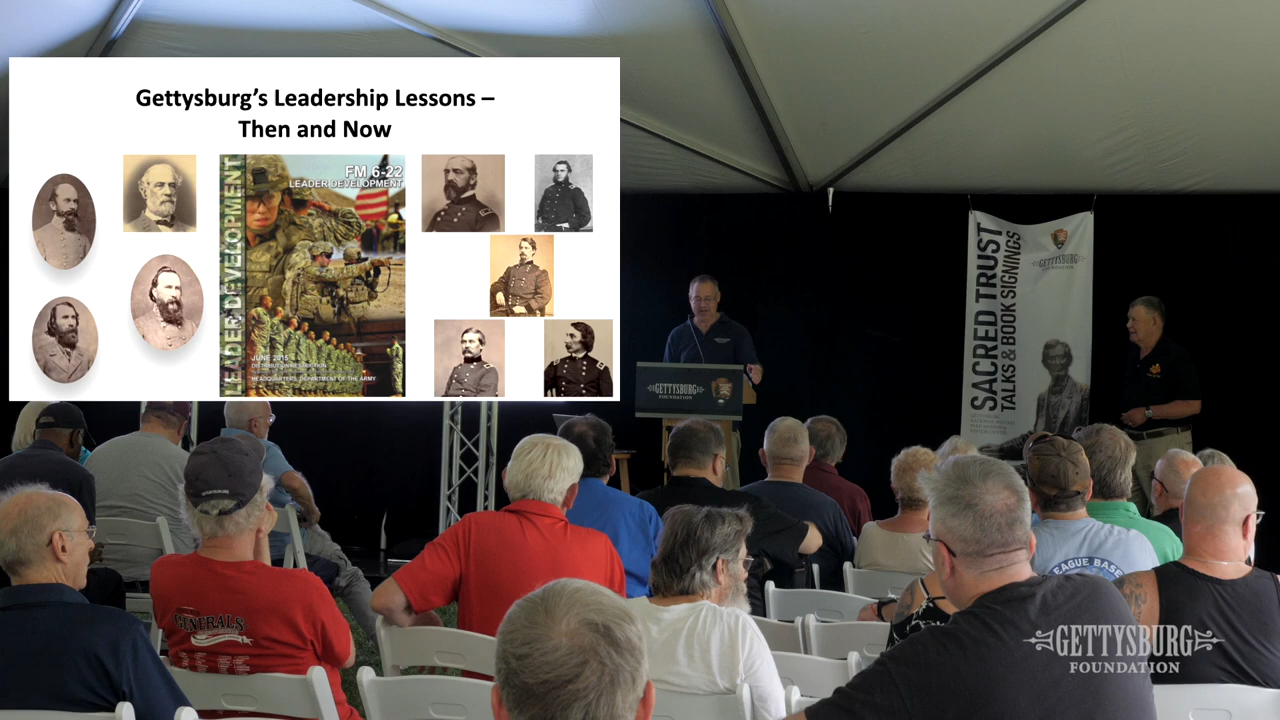 Gettysburg's Leadership Lessons –
Then and Now
LEADER DEVELOPMENT
FM 6-22
LEADER DEVELOPMENT
JUNE 2015
HEADQUARTERS, DEPARTMENT OF THE ARMY
GETTYSBURG
FOUNDATION
SACRED TRUST
TALKS & BOOK SIGNINGS
GETTYSBURG
GENERALS
EAGUE BASE
GETTYSBURG
FOUNDATION